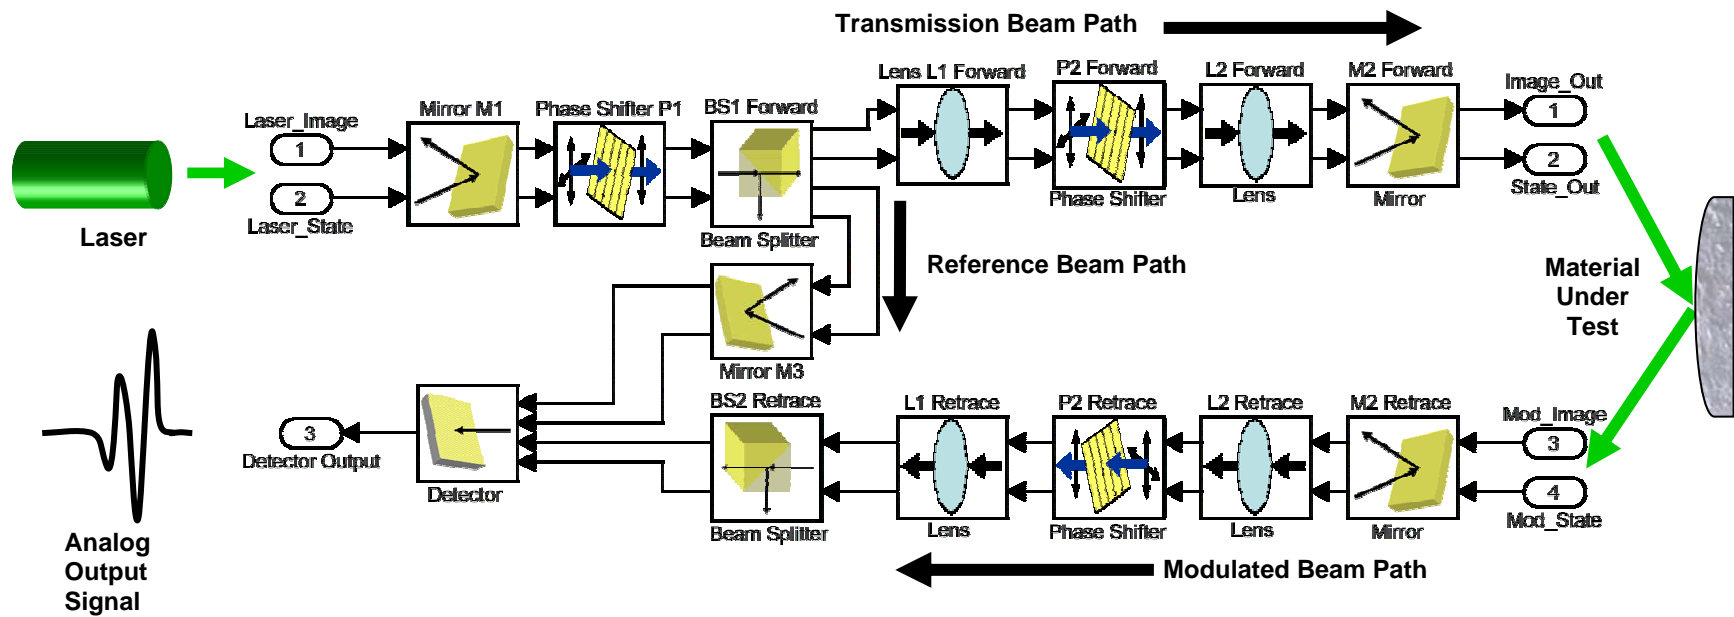 Transmission Beam Path
Lens L1 Forward
P2 Forward
L2 Forward
M2 Forward
Image_Out
1
2
State_Out
Phase Shifter
Lens
Mirror
Laser_Image
1
2
Laser_State
Laser
Mirror M1
Phase Shifter P1
BS1 Forward
Beam Splitter
Reference Beam Path
Material
Under
Test
Mirror M3
BS2 Retrace
L1 Retrace
P2 Retrace
L2 Retrace
M2 Retrace
Mod_Image
3
4
Mod_State
3
Detector Output
Detector
Beam Splitter
Lens
Phase Shifter
Lens
Mirror
Modulated Beam Path
Analog
Output
Signal